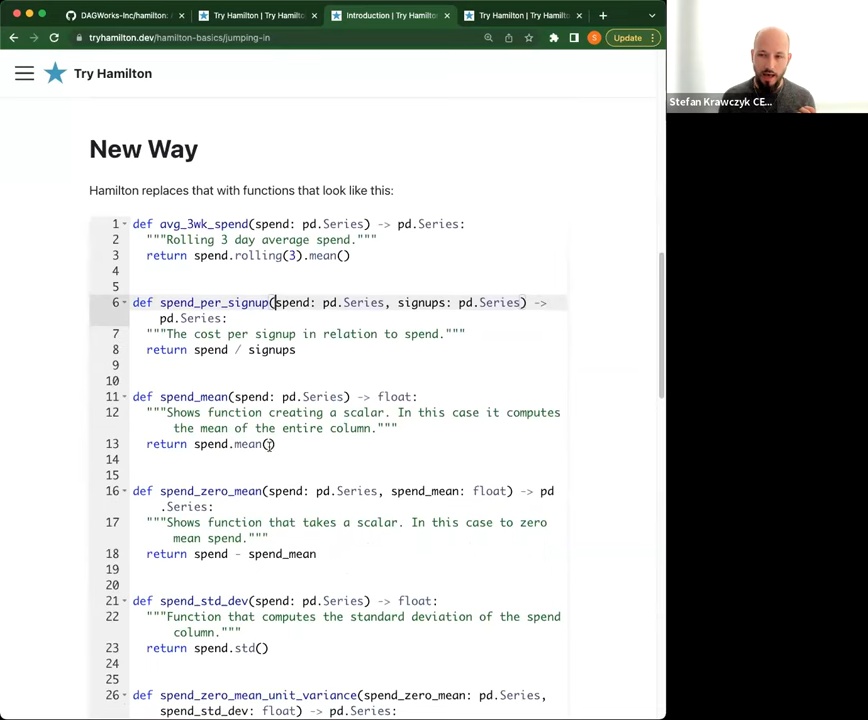 DAGWorks-Inc/hamilton: A
Try Hamilton | Try Hamilton
Introduction | Try Hamilton
Try Hamilton | Try Hamilton
tryhamilton.dev/hamilton-basics/jumping-in
S
Update
Try Hamilton
Stefan Krawczyk CE...
New Way
Hamilton replaces that with functions that look like this:
1 def avg_3wk_spend(spend: pd.Series) -> pd.Series:
2 """Rolling 3 day average spend."""
3 return spend.rolling(3).mean()
4
5
6 def spend_per_signup(spend: pd.Series, signups: pd.Series) ->
pd.Series:
7 """The cost per signup in relation to spend."""
8 return spend / signups
9
10
11 def spend_mean(spend: pd.Series) -> float:
12 """Shows function creating a scalar. In this case it computes
the mean of the entire column."""
13 return spend.mean()
14
15
16 def spend_zero_mean(spend: pd.Series, spend_mean: float) -> pd
.Series:
17 """Shows function that takes a scalar. In this case to zero
mean spend."""
18 return spend - spend_mean
19
20
21 def spend_std_dev(spend: pd.Series) -> float:
22 """Function that computes the standard deviation of the spend
column."""
23 return spend.std()
24
25
26 def spend_zero_mean_unit_variance(spend_zero_mean: pd.Series,
spend_std_dev: float) -> pd.Series: